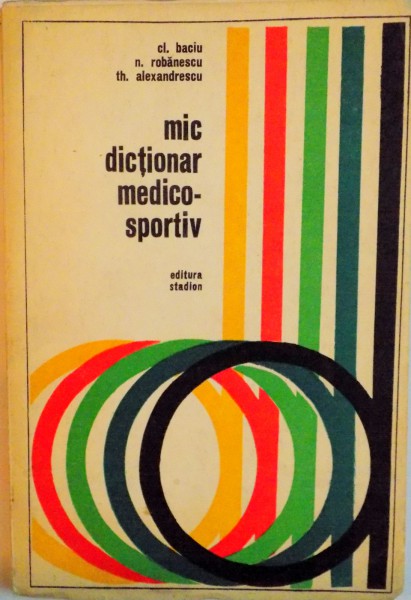 cl. baciu
n. robănescu
th. alexandrescu
mic
dicționar
medico-
sportiv
editura
stadion